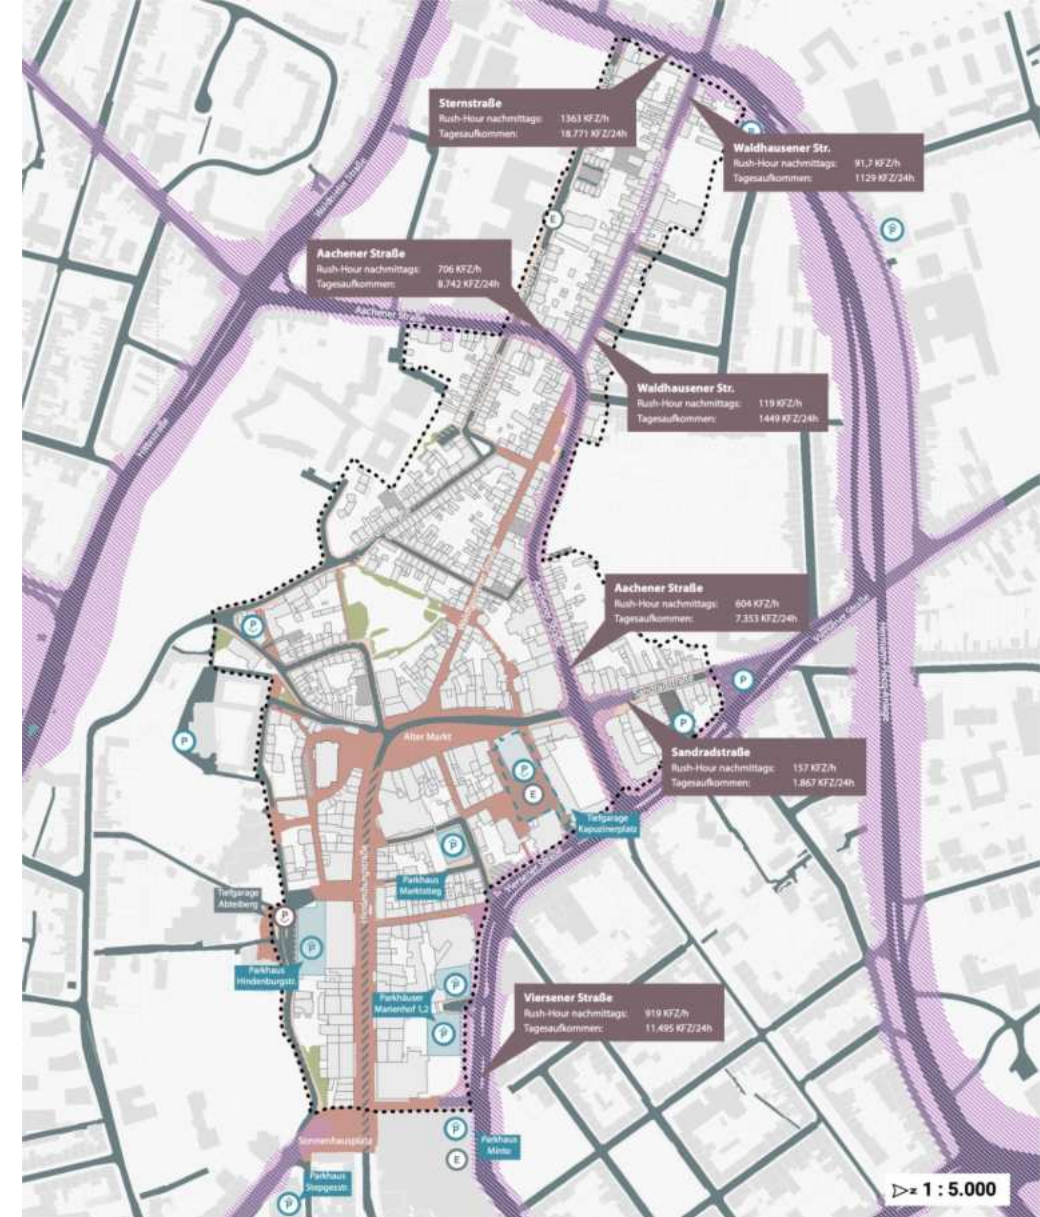 Sternstraße
Rush-Hour nachmittags: 1363 KFZ/h
Tagesaufkommen: 18.771 KFZ/24h
Waldhausener Str.
Rush-Hour nachmittags: 91,7 KFZ/h
Tagesaufkommen: 1129 KFZ/24h
P
E
P
Aachener Straße
Rush-Hour nachmittags: 706 KFZ/h
Tagesaufkommen: 8.742 KFZ/24h
Aachener Straße
Waldhausener Str.
Rush-Hour nachmittags: 119 KFZ/h
Tagesaufkommen: 1449 KFZ/24h
Hittastraße
Aachener Straße
Rush-Hour nachmittags: 604 KFZ/h
Tagesaufkommen: 7.353 KFZ/24h
P
P
Sandradstraße
P
P
Alter Markt
Sandradstraße
Rush-Hour nachmittags: 157 KFZ/h
Tagesaufkommen: 1.867 KFZ/24h
P
E
Tiefgarage
Kapuzinerplatz
P
Viersener Straße
Hindenburgstraße
Parkhaus
Marktstieg
Tiefgarage
Abteiberg
P
P
Parkhaus
Hindenburgstr.
P
Parkhäuser
Marienhof 1,2
P
Viersener Straße
Rush-Hour nachmittags: 919 KFZ/h
Tagesaufkommen: 11.495 KFZ/24h
Sonnenhausplatz
P
Parkhaus
Minto
E
Parkhaus
Stepgesstr.
P
z 1 : 5.000